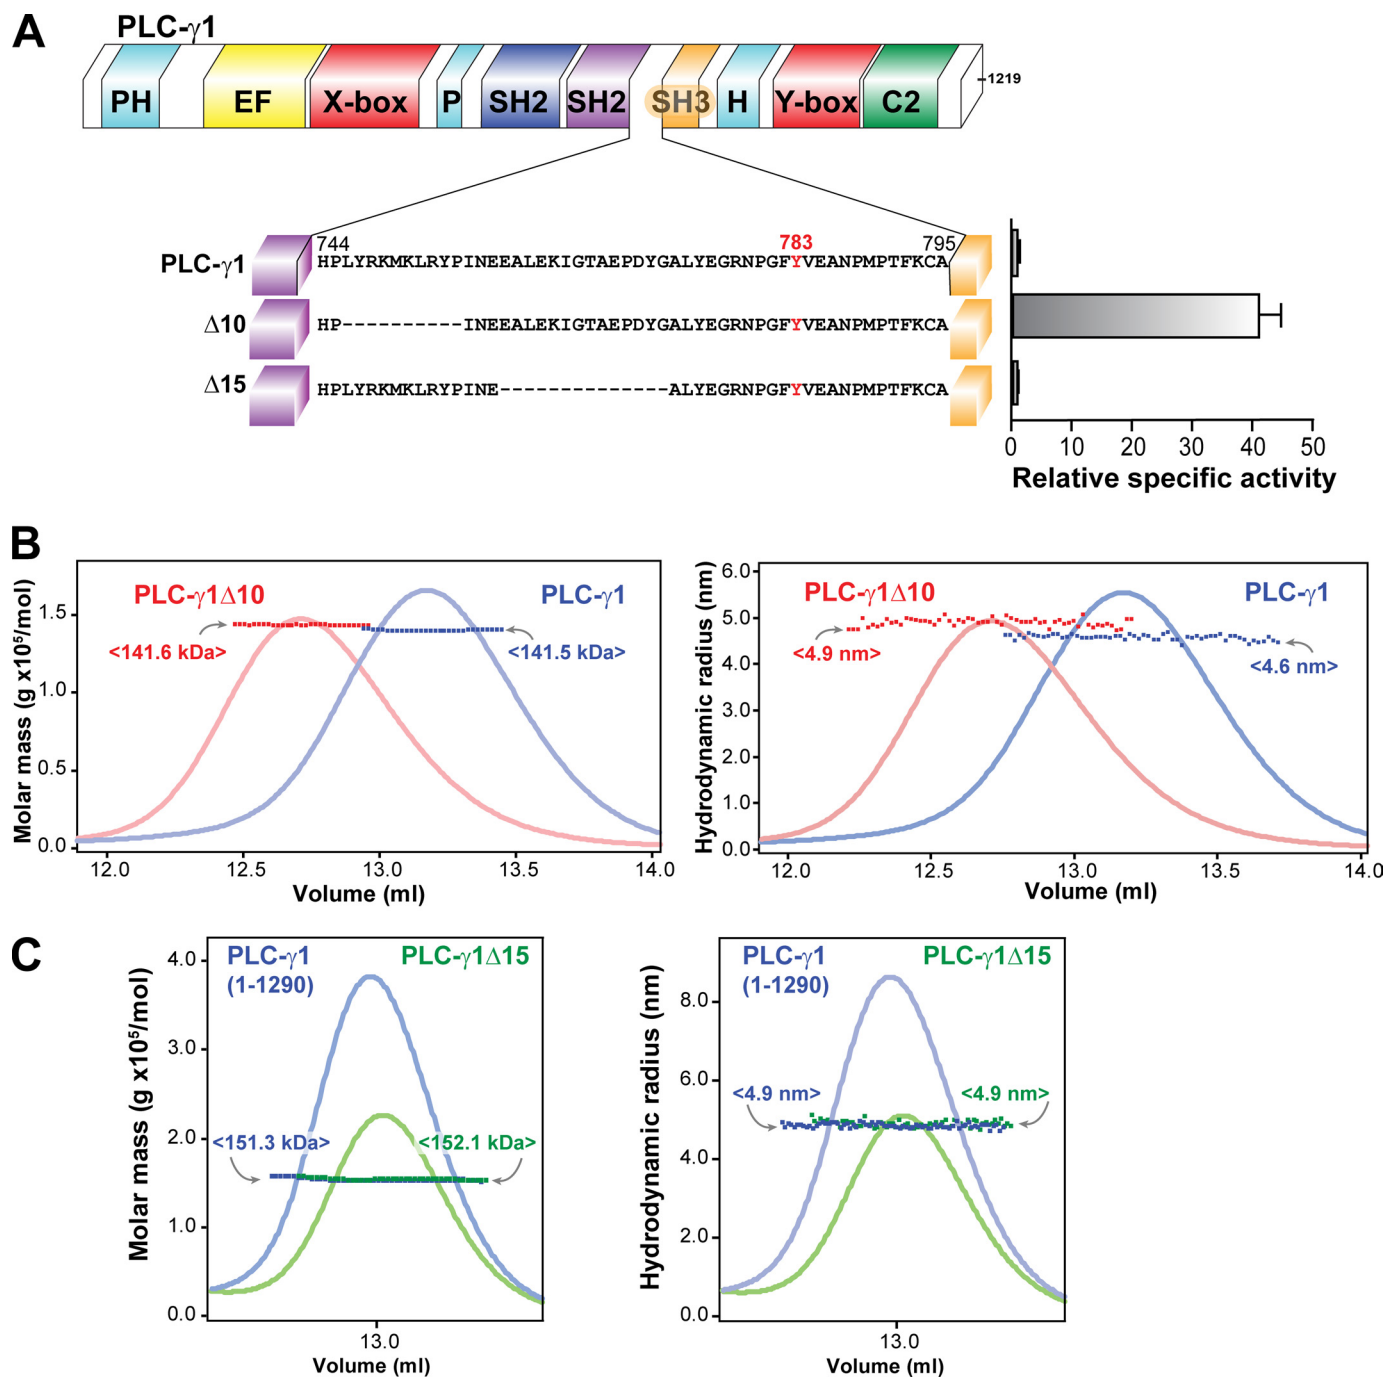 A
PLC-γ1
PH EF X-box P SH2 SH2 SH3 H Y-box C2
1219
744 783 795
PLC-γ1 HPLYRKMKLRYPINEEALEKIGTAEPDYGALYEGRNPGFYVEANPMPTFKCA
Δ10 HP----------INEEALEKIGTAEPDYGALYEGRNPGFYVEANPMPTFKCA
Δ15 HPLYRKMKLRYPINE--------------ALYEGRNPGFYVEANPMPTFKCA
0 10 20 30 40 50
Relative specific activity
B
Molar mass (g x10⁵/mol)
1.5
1.0
0.5
0.0
PLC-γ1Δ10 PLC-γ1
<141.6 kDa> <141.5 kDa>
12.0 12.5 13.0 13.5 14.0
Volume (ml)
Hydrodynamic radius (nm)
6.0
5.0
4.0
3.0
2.0
1.0
0.0
PLC-γ1Δ10 PLC-γ1
<4.9 nm> <4.6 nm>
12.0 12.5 13.0 13.5 14.0
Volume (ml)
C
Molar mass (g x10⁵/mol)
4.0
3.0
2.0
1.0
0.0
PLC-γ1 PLC-γ1Δ15
(1-1290)
<151.3 kDa> <152.1 kDa>
13.0
Volume (ml)
Hydrodynamic radius (nm)
8.0
6.0
4.0
2.0
0.0
PLC-γ1 PLC-γ1Δ15
(1-1290)
<4.9 nm> <4.9 nm>
13.0
Volume (ml)